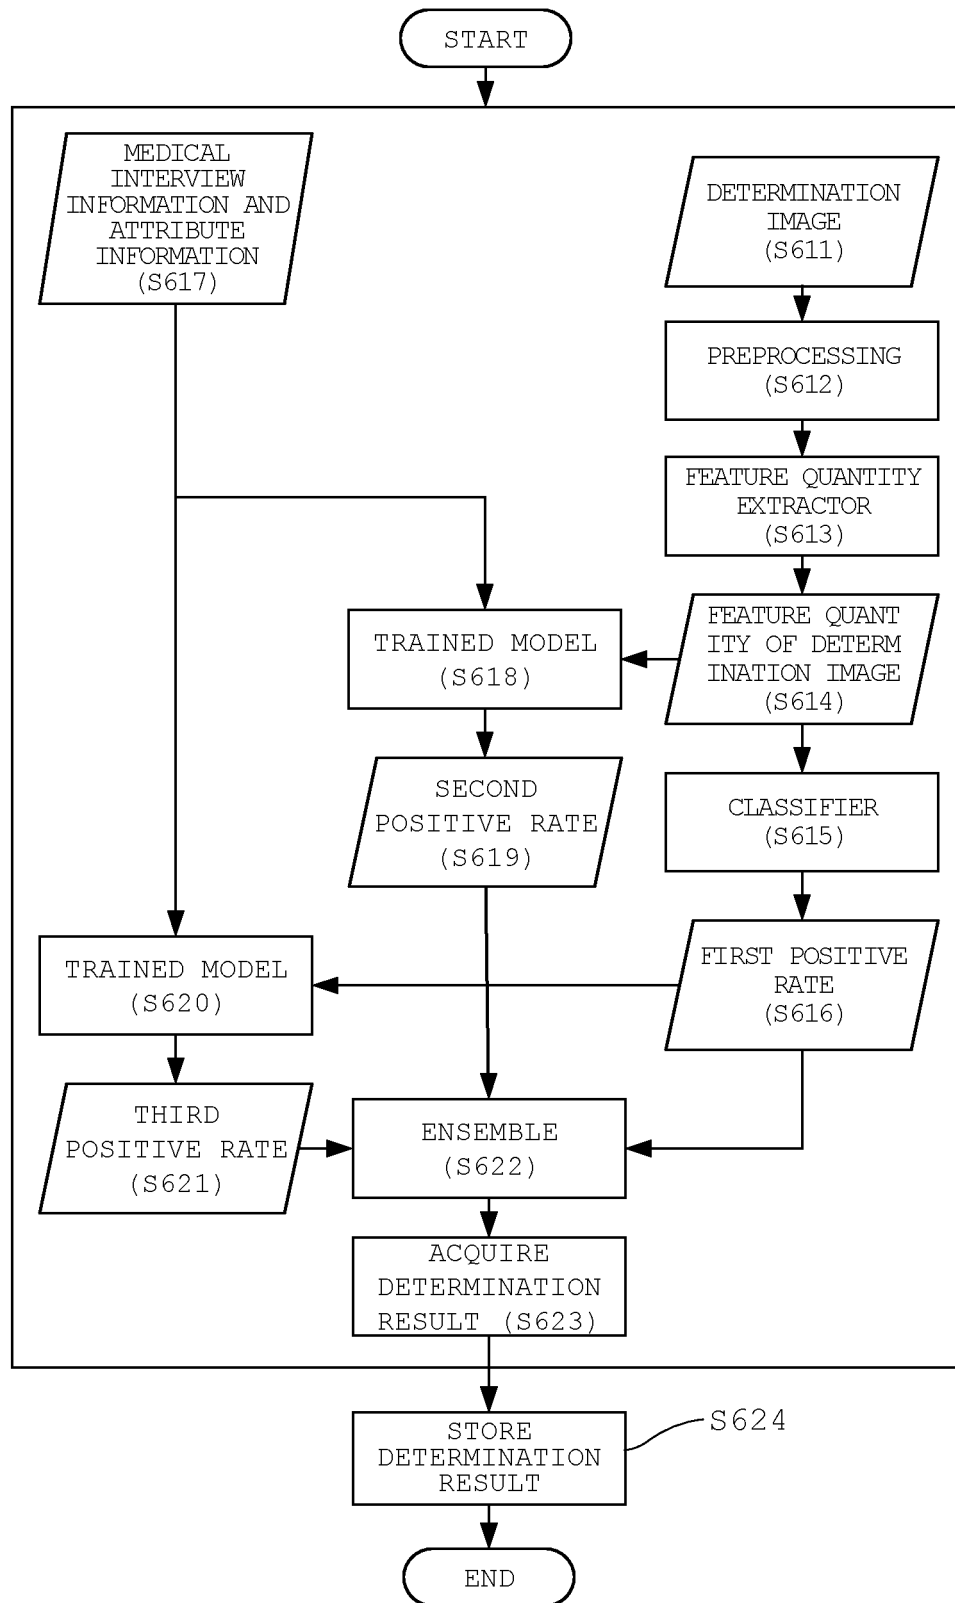 START
MEDICAL
INTERVIEW
INFORMATION AND
ATTRIBUTE
INFORMATION
(S617)
DETERMINATION
IMAGE
(S611)
PREPROCESSING
(S612)
FEATURE QUANTITY
EXTRACTOR
(S613)
FEATURE QUANT
ITY OF DETERM
INATION IMAGE
(S614)
TRAINED MODEL
(S618)
SECOND
POSITIVE RATE
(S619)
CLASSIFIER
(S615)
FIRST POSITIVE
RATE
(S616)
TRAINED MODEL
(S620)
THIRD
POSITIVE RATE
(S621)
ENSEMBLE
(S622)
ACQUIRE
DETERMINATION
RESULT (S623)
STORE
DETERMINATION
RESULT
S624
END